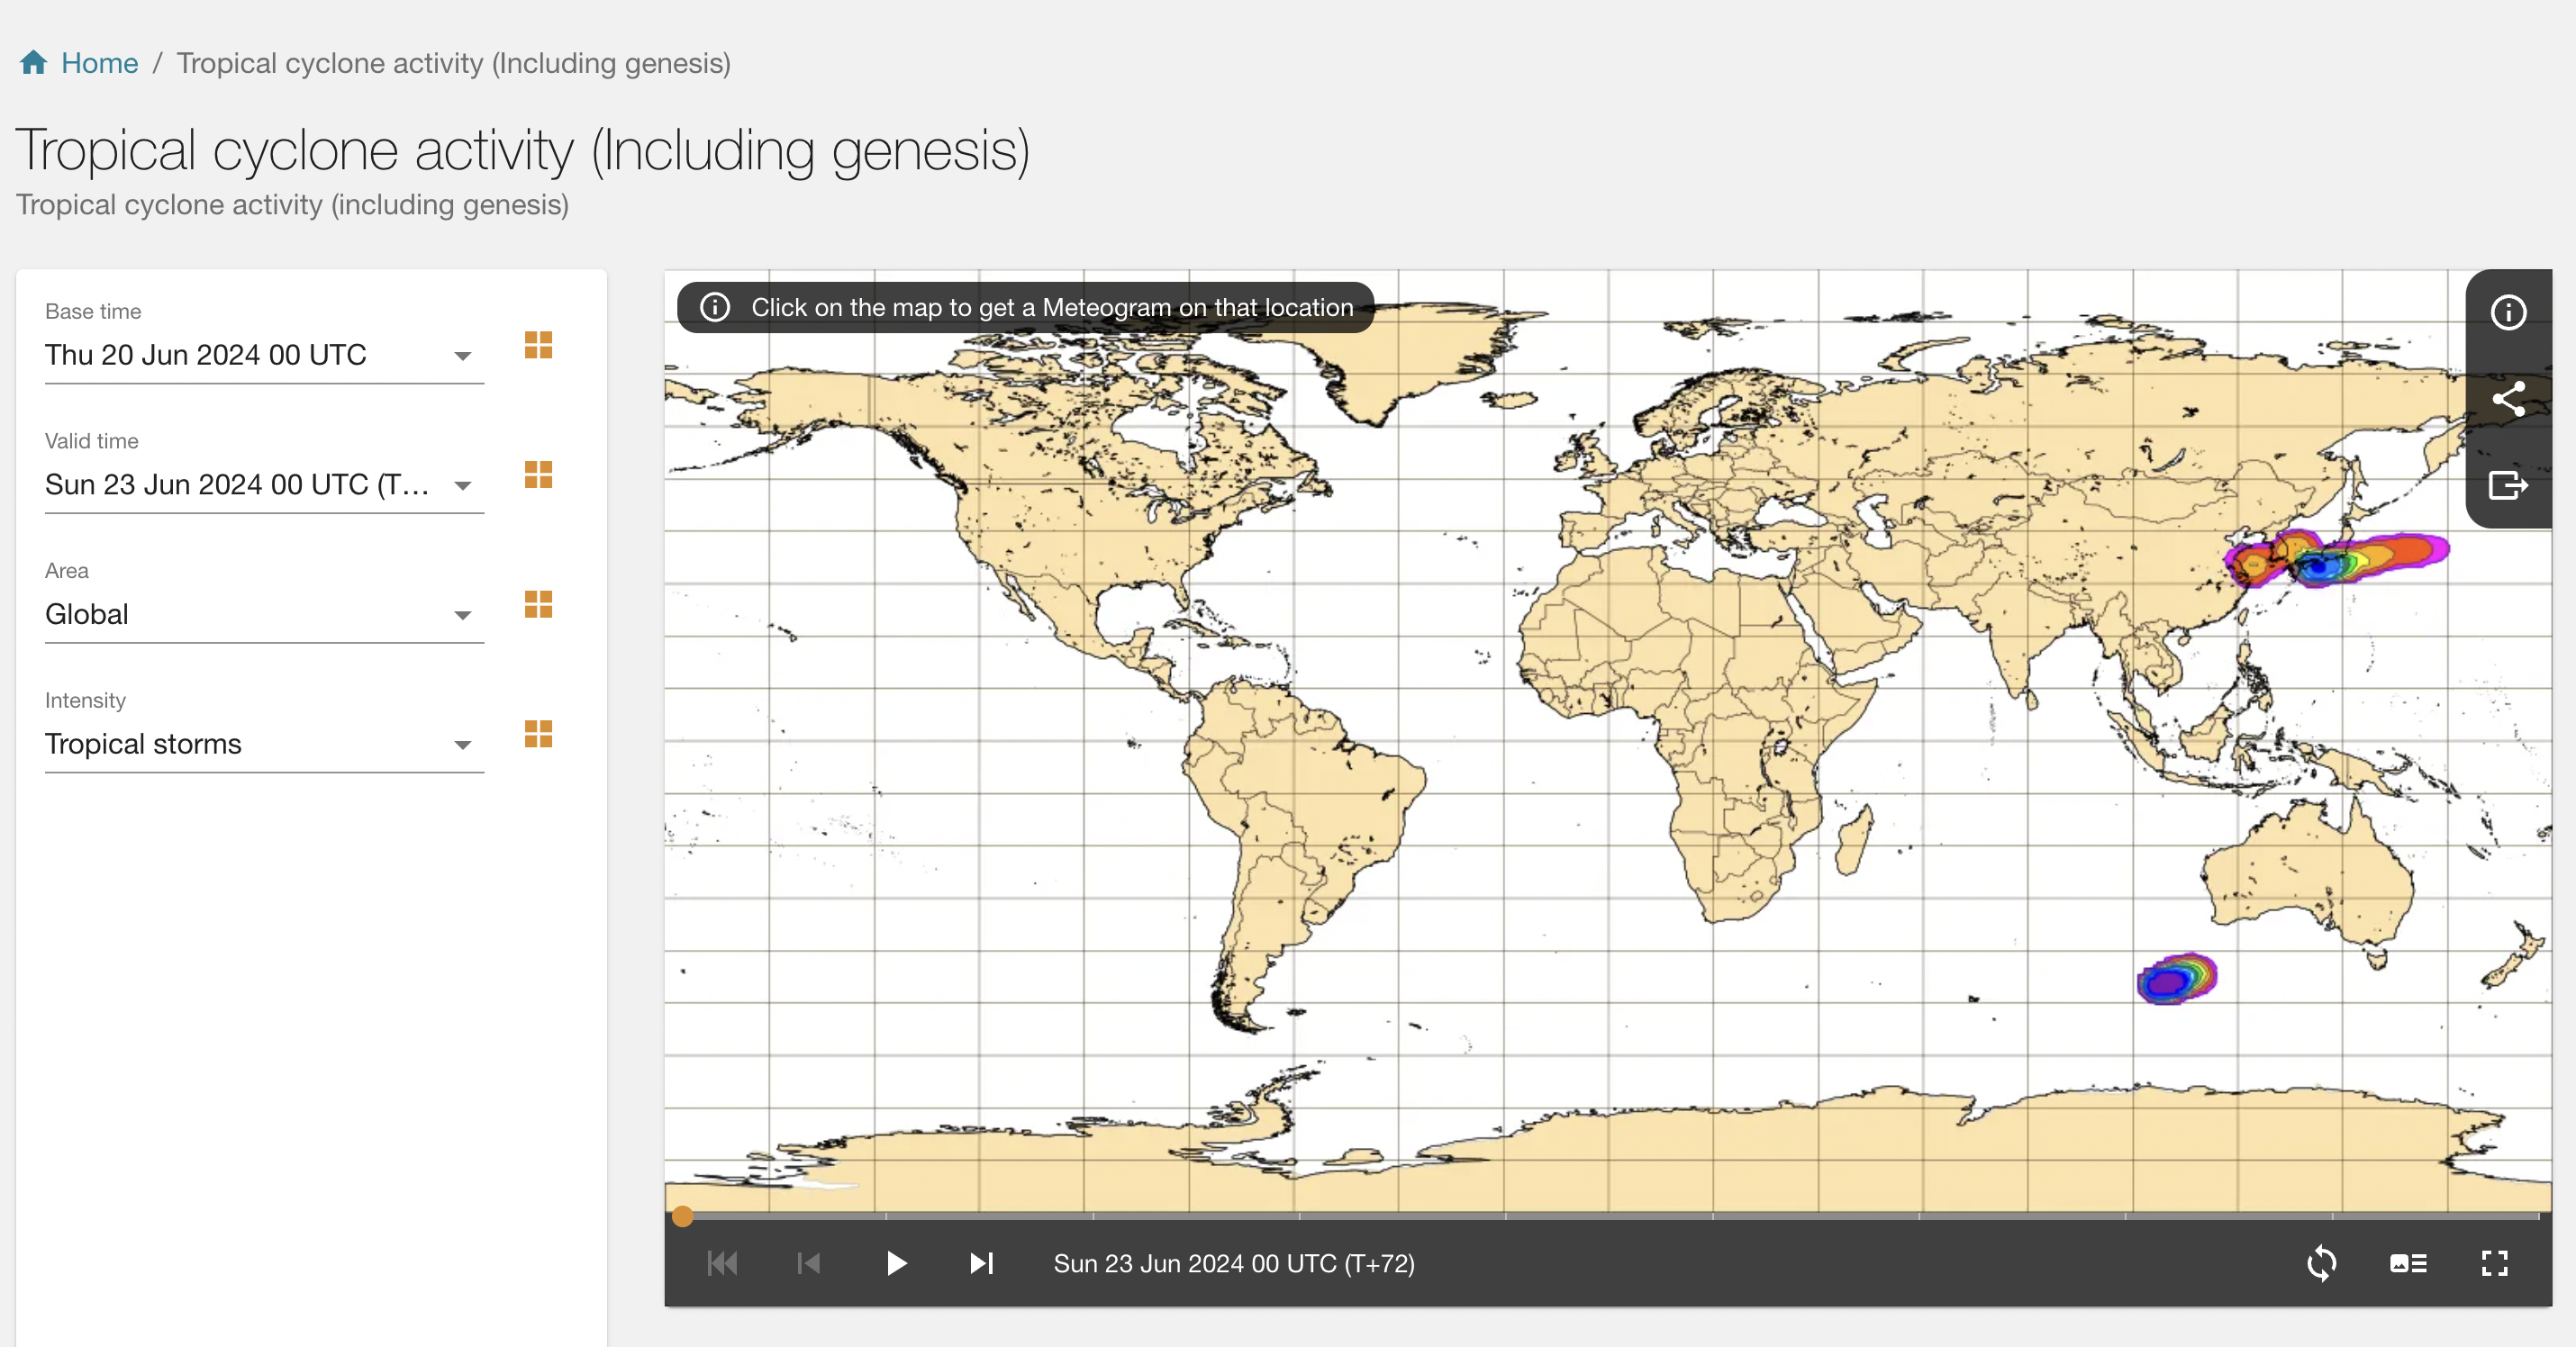 Home / Tropical cyclone activity (Including genesis)
Tropical cyclone activity (Including genesis)
Tropical cyclone activity (including genesis)
Base time
Thu 20 Jun 2024 00 UTC
Valid time
Sun 23 Jun 2024 00 UTC (T...
Area
Global
Intensity
Tropical storms
Click on the map to get a Meteogram on that location
Sun 23 Jun 2024 00 UTC (T+72)